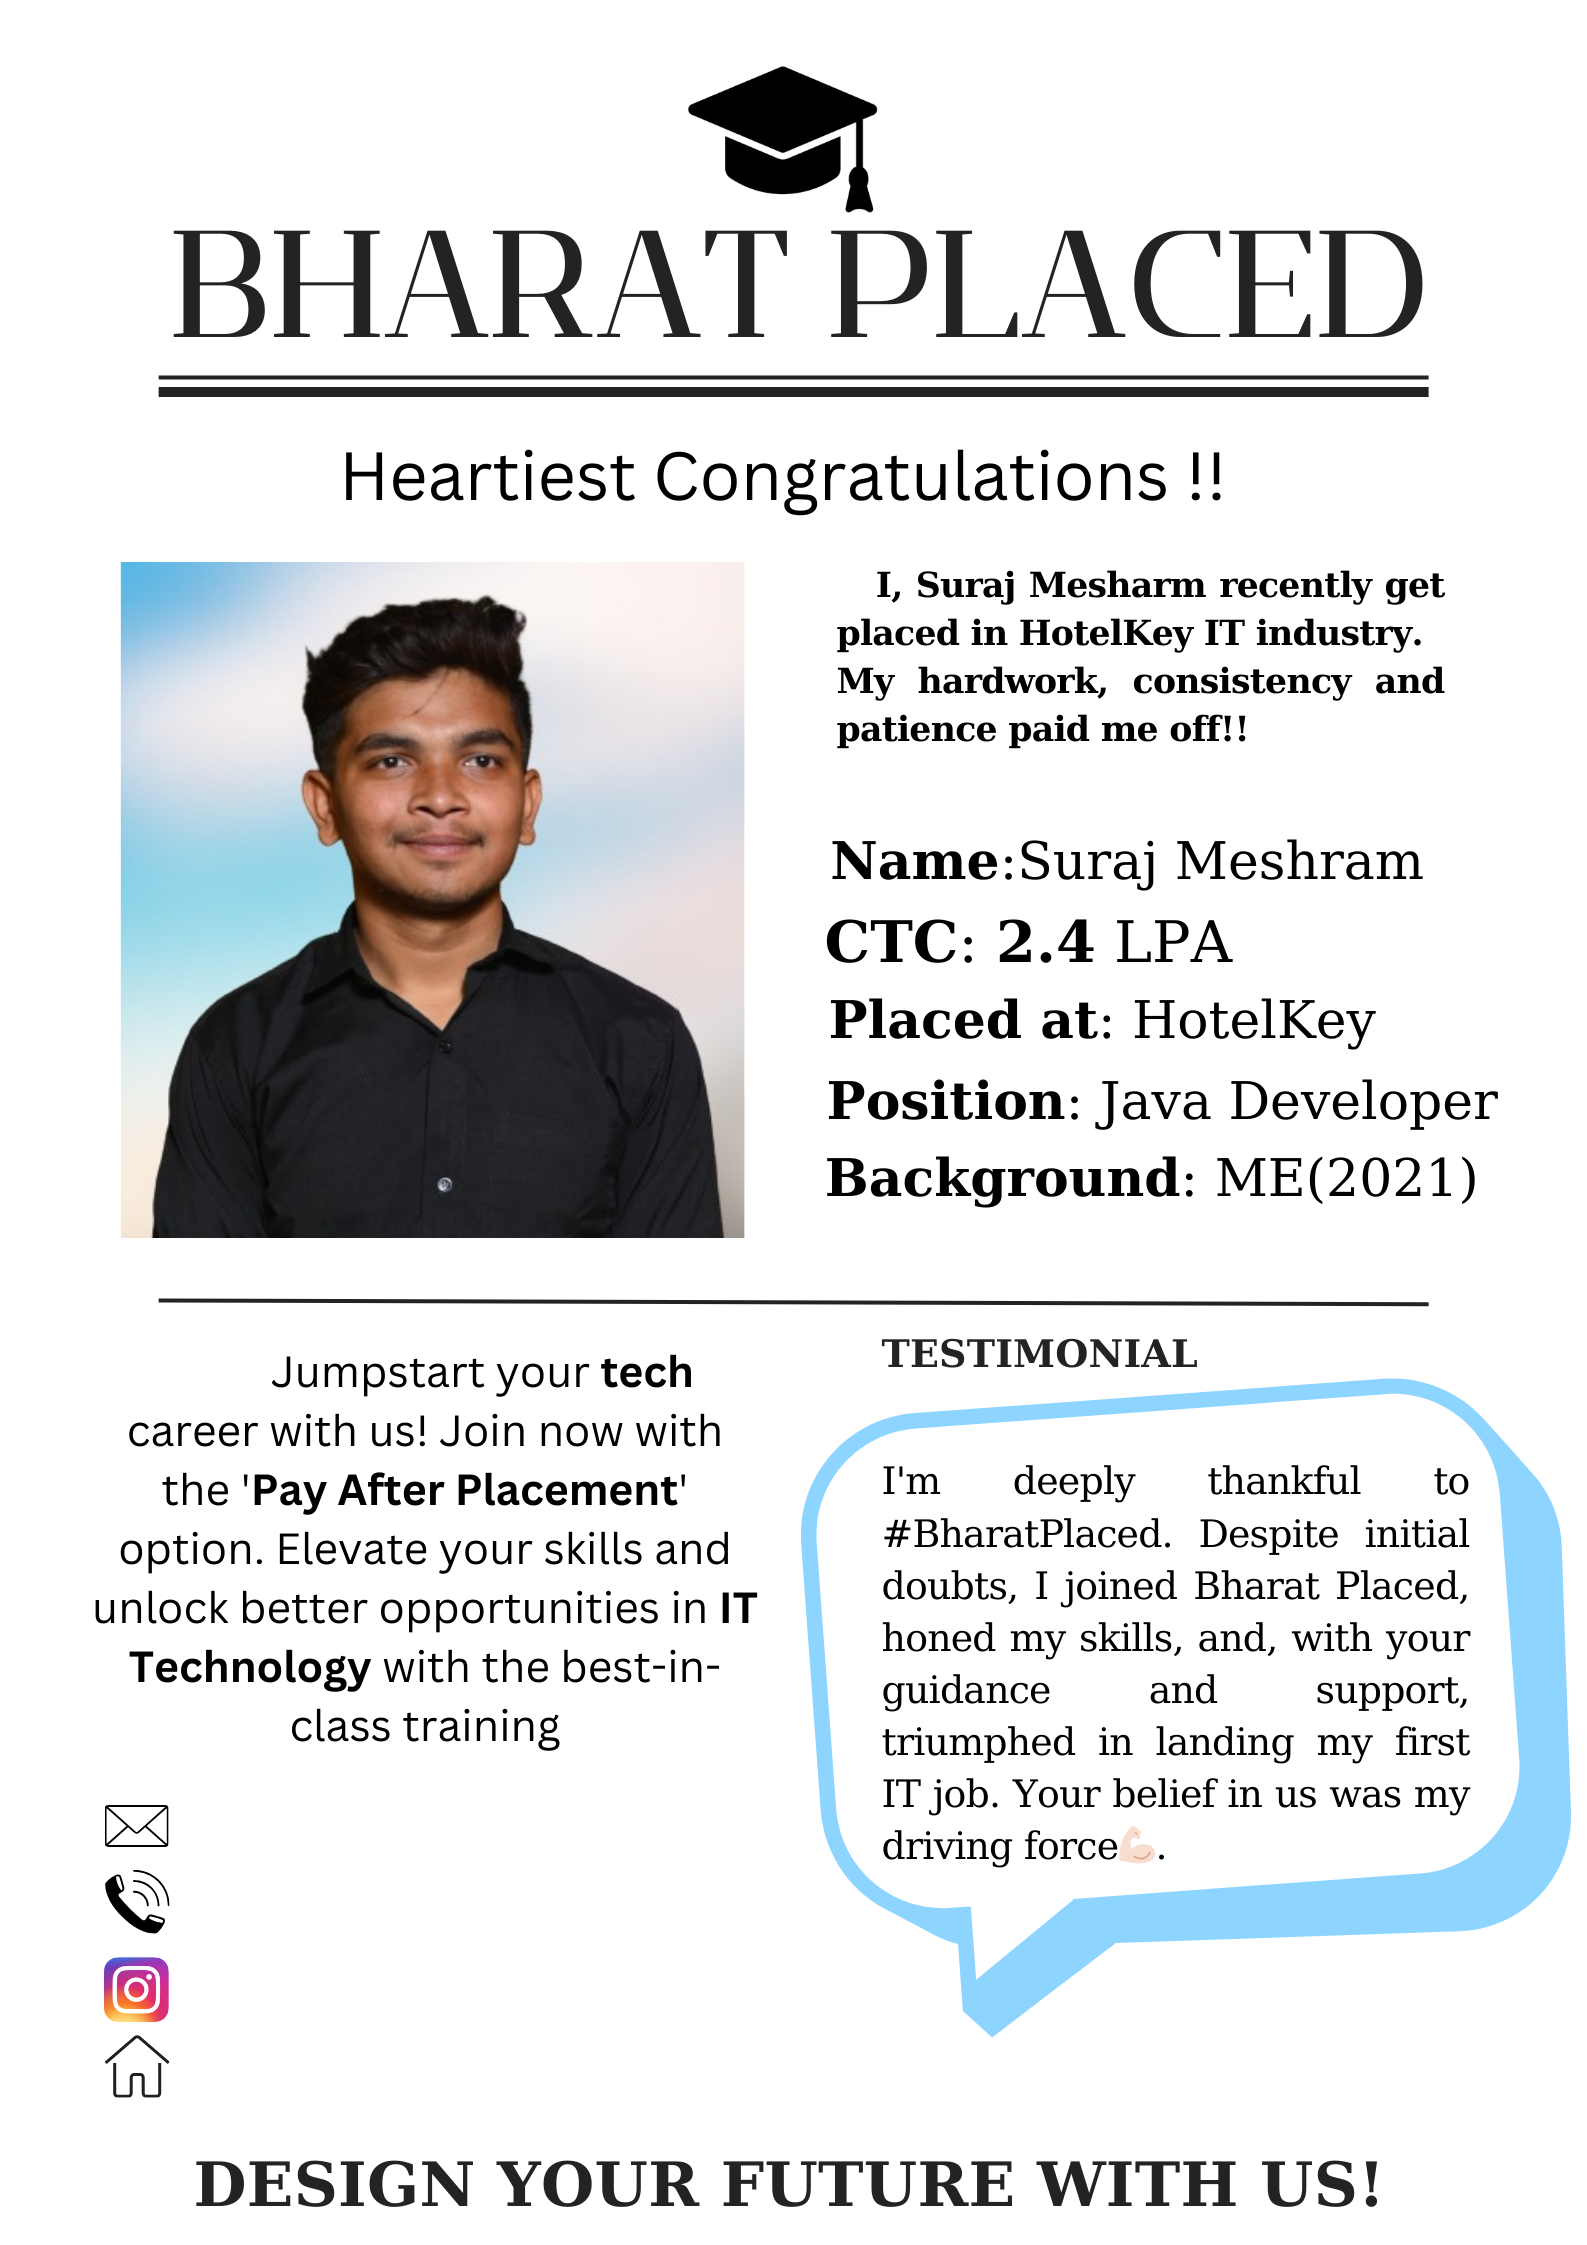 BHARAT PLACED
Heartiest Congratulations !!
I, Suraj Mesharm recently get
placed in HotelKey IT industry.
My hardwork, consistency and
patience paid me off!!
Name:Suraj Meshram
CTC: 2.4 LPA
Placed at: HotelKey
Position: Java Developer
Background: ME(2021)
Jumpstart your tech
career with us! Join now with
the 'Pay After Placement'
option. Elevate your skills and
unlock better opportunities in IT
Technology with the best-in-
class training
TESTIMONIAL
I'm deeply thankful to
#BharatPlaced. Despite initial
doubts, I joined Bharat Placed,
honed my skills, and, with your
guidance and support,
triumphed in landing my first
IT job. Your belief in us was my
driving force💪🏻.
DESIGN YOUR FUTURE WITH US!